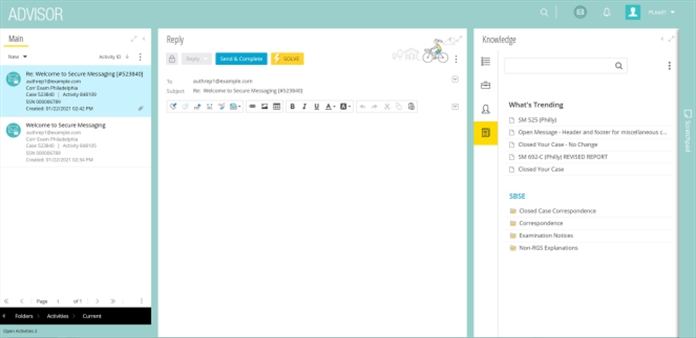 ADVISOR
Main
New
Activity ID
Re: Welcome to Secure Messaging [#523840]
authrep1@example.com
Corr Exam Philadelphia
Case 523840 | Activity 848109
SSN 000006789
Created: 01/22/2021 02:42 PM
Welcome to Secure Messaging
authrep1@example.com
Corr Exam Philadelphia
Case 523840 | Activity 848105
SSN 000006789
Created: 01/22/2021 02:34 PM
Page 1 of 1
Folders Activities Current
Open Activities 2
Reply
Reply
Send & Complete
SOLVE
To authrep1@example.com
Subject Re: Welcome to Secure Messaging [#523840]
B I U A A
Knowledge
What's Trending
SM 525 (Philly)
Open Message - Header and footer for miscellaneous c...
Closed Your Case - No Change
SM 692-C (Philly) REVISED REPORT
Closed Your Case
SBSE
Closed Case Correspondence
Correspondence
Examination Notices
Non-RGS Explanations
Scratchpad